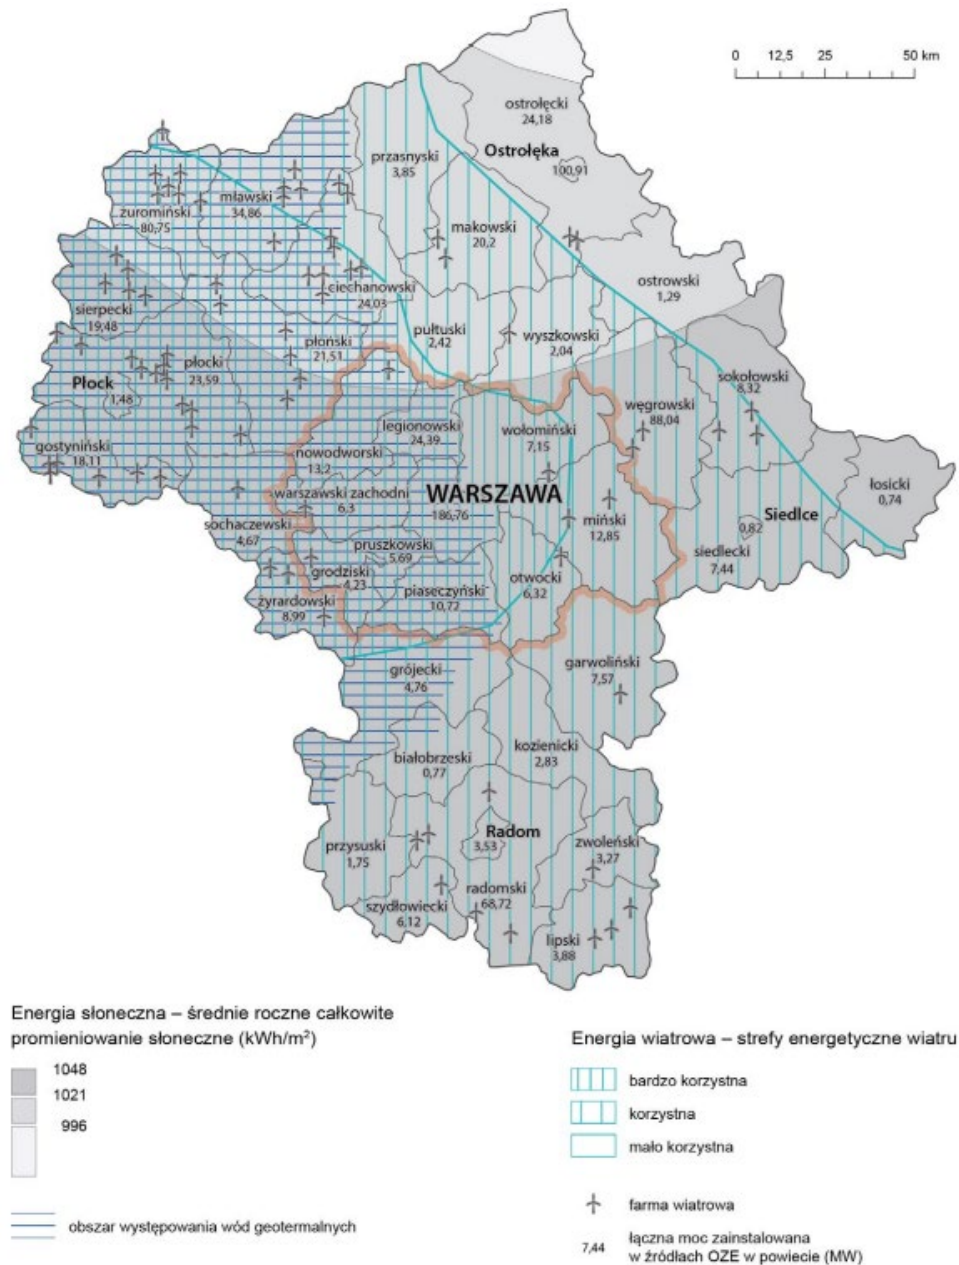 0 12,5 25 50 km
ostrołęcki
24,18
Ostrołęka
100,91
przasnyski
3,85
mławski
34,86
żuromiński
80,75
makowski
20,2
ostrowski
1,29
ciechanowski
24,03
sierpecki
19,48
płoński
21,51
pułtuski
2,42
wyszkowski
2,04
płocki
23,59
Płock
1,48
sokołowski
8,32
węgrowski
88,04
legionowski
24,39
wołomiński
7,15
gostyniński
18,11
nowodworski
13,2
warszawski zachodni
6,3
WARSZAWA
186,76
łosicki
0,74
Siedlce
0,82
miński
12,85
sochaczewski
4,67
pruszkowski
5,69
siedlecki
7,44
grodziski
4,23
otwocki
6,32
piaseczyński
10,72
żyrardowski
8,99
grójecki
4,76
garwoliński
7,57
białobrzeski
0,77
kozienicki
2,83
Radom
3,53
przysuski
1,75
zwoleński
3,27
radomski
68,72
szydłowiecki
6,12
lipski
3,88
Energia słoneczna – średnie roczne całkowite
promieniowanie słoneczne (kWh/m²)
1048
1021
996
obszar występowania wód geotermalnych
Energia wiatrowa – strefy energetyczne wiatru
bardzo korzystna
korzystna
mało korzystna
farma wiatrowa
7,44 łączna moc zainstalowana
w źródłach OZE w powiecie (MW)